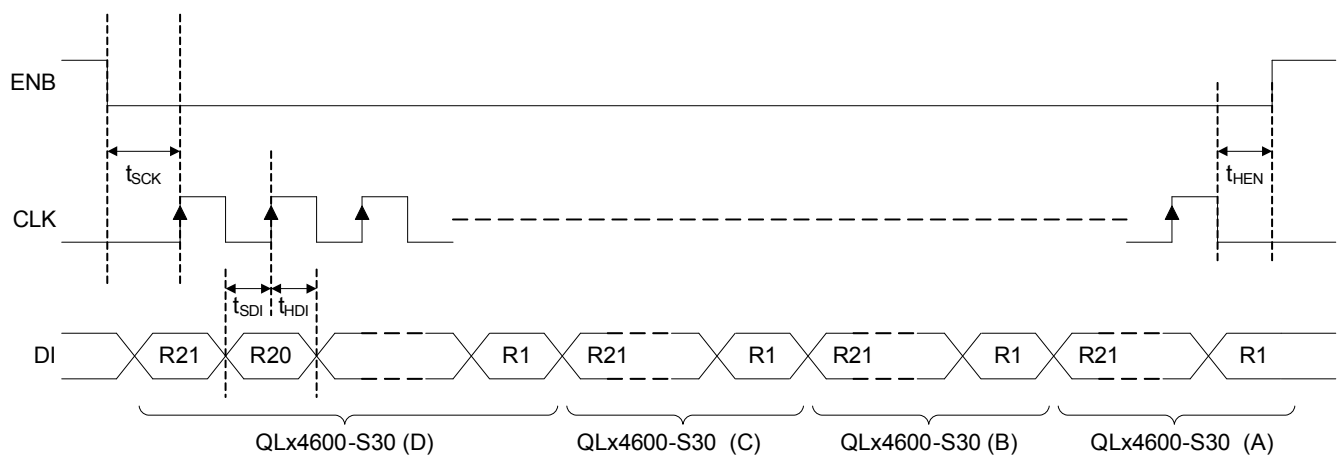 ENB
tSCK
tHEN
CLK
tSDI tHDI
DI R21 R20 R1 R21 R1 R21 R1 R21 R1
QLx4600-S30 (D) QLx4600-S30 (C) QLx4600-S30 (B) QLx4600-S30 (A)